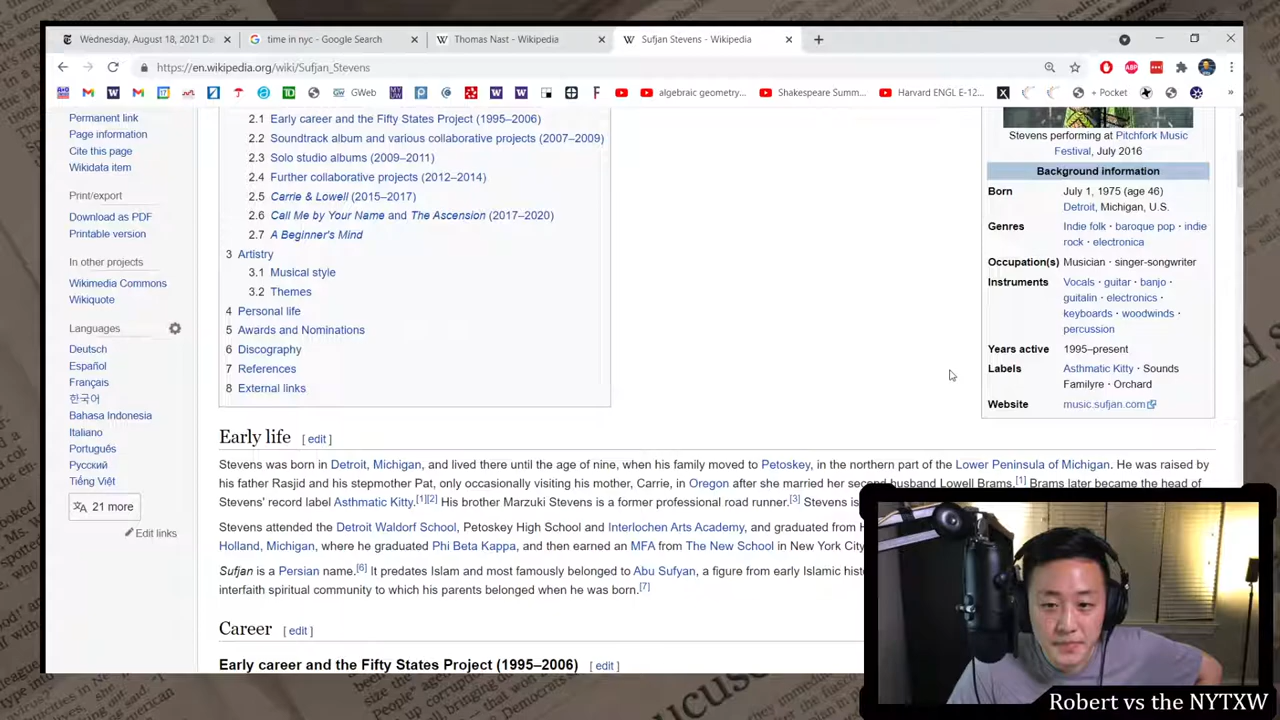 Wednesday, August 18, 2021 Da
time in nyc - Google Search
Thomas Nast - Wikipedia
Sufjan Stevens - Wikipedia
https://en.wikipedia.org/wiki/Sufjan_Stevens
GWeb
algebraic geometry...
Shakespeare Summ...
Harvard ENGL E-12...
+ Pocket
Permanent link
Page information
Cite this page
Wikidata item
Print/export
Download as PDF
Printable version
In other projects
Wikimedia Commons
Wikiquote
Languages
Deutsch
Español
Français
한국어
Bahasa Indonesia
Italiano
Português
Русский
Tiếng Việt
21 more
Edit links
2.1 Early career and the Fifty States Project (1995–2006)
2.2 Soundtrack album and various collaborative projects (2007–2009)
2.3 Solo studio albums (2009–2011)
2.4 Further collaborative projects (2012–2014)
2.5 Carrie & Lowell (2015–2017)
2.6 Call Me by Your Name and The Ascension (2017–2020)
2.7 A Beginner's Mind
3 Artistry
3.1 Musical style
3.2 Themes
4 Personal life
5 Awards and Nominations
6 Discography
7 References
8 External links
Stevens performing at Pitchfork Music
Festival, July 2016
Background information
Born July 1, 1975 (age 46)
Detroit, Michigan, U.S.
Genres Indie folk · baroque pop · indie
rock · electronica
Occupation(s) Musician · singer-songwriter
Instruments Vocals · guitar · banjo ·
guitalin · electronics ·
keyboards · woodwinds ·
percussion
Years active 1995–present
Labels Asthmatic Kitty · Sounds
Familyre · Orchard
Website music.sufjan.com
Early life [ edit ]
Stevens was born in Detroit, Michigan, and lived there until the age of nine, when his family moved to Petoskey, in the northern part of the Lower Peninsula of Michigan. He was raised by
his father Rasjid and his stepmother Pat, only occasionally visiting his mother, Carrie, in Oregon after she married her second husband Lowell Brams.[1] Brams later became the head of
Stevens' record label Asthmatic Kitty.[1][2] His brother Marzuki Stevens is a former professional road runner.[3] Stevens is
Stevens attended the Detroit Waldorf School, Petoskey High School and Interlochen Arts Academy, and graduated from
Holland, Michigan, where he graduated Phi Beta Kappa, and then earned an MFA from The New School in New York City
Sufjan is a Persian name.[6] It predates Islam and most famously belonged to Abu Sufyan, a figure from early Islamic
interfaith spiritual community to which his parents belonged when he was born.[7]
Career [ edit ]
Early career and the Fifty States Project (1995–2006) [ edit ]
Robert vs the NYTXW